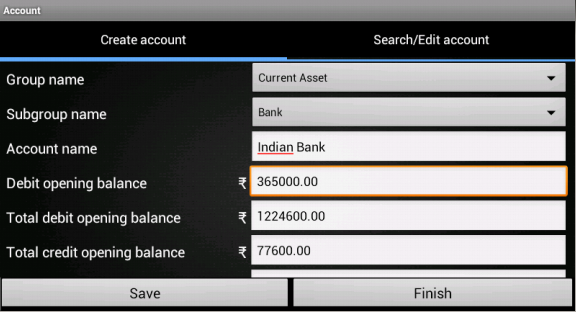 Account
Create account
Search/Edit account
Group name
Current Asset
Subgroup name
Bank
Account name
Indian Bank
Debit opening balance ₹ 365000.00
Total debit opening balance ₹ 1224600.00
Total credit opening balance ₹ 77600.00
Save
Finish